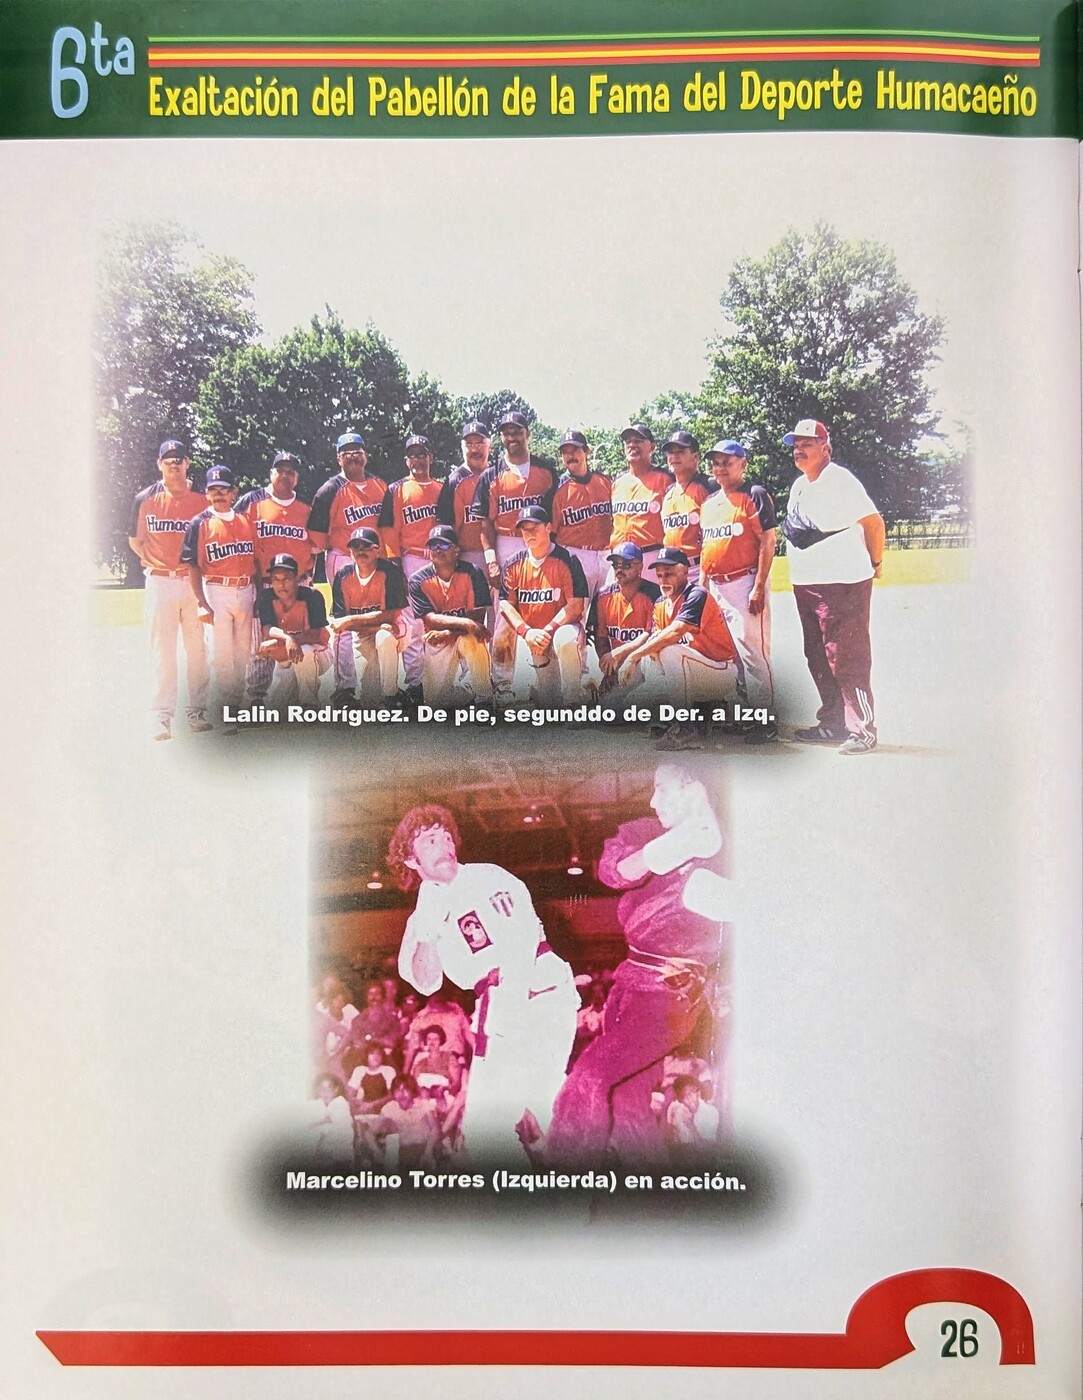 6ta
Exaltación del Pabellón de la Fama del Deporte Humacaeño
Lalin Rodríguez. De pie, segunddo de Der. a Izq.
Marcelino Torres (Izquierda) en acción.
26